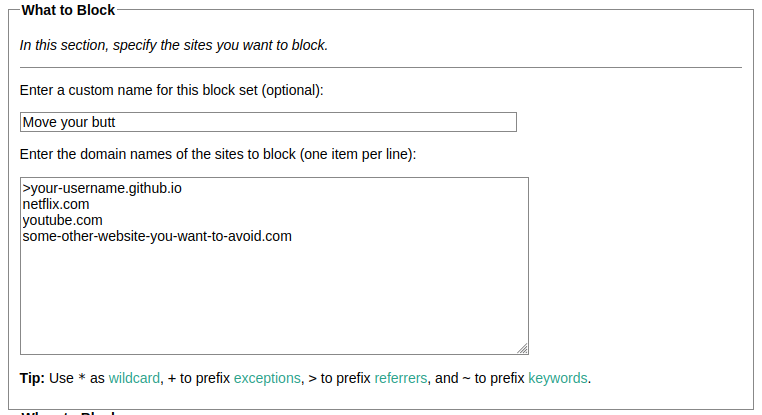 What to Block
In this section, specify the sites you want to block.
Enter a custom name for this block set (optional):
Move your butt
Enter the domain names of the sites to block (one item per line):
>your-username.github.io
netflix.com
youtube.com
some-other-website-you-want-to-avoid.com
Tip: Use * as wildcard, + to prefix exceptions, > to prefix referrers, and ~ to prefix keywords.